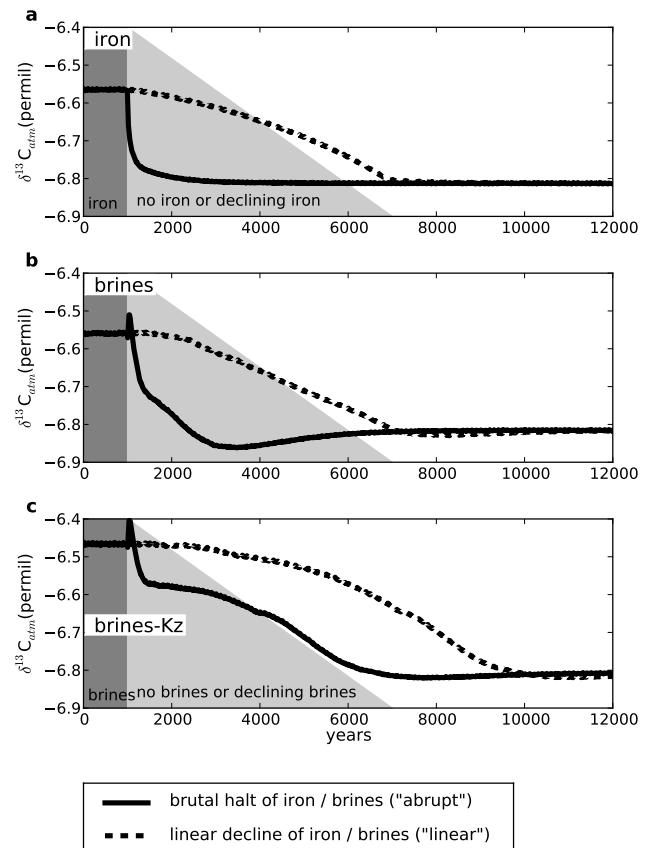 a
iron
−6.4
−6.5
−6.6
−6.7
−6.8
−6.9
δ¹³C_atm(permil)
iron
no iron or declining iron
0 2000 4000 6000 8000 10000 12000
b
brines
−6.4
−6.5
−6.6
−6.7
−6.8
−6.9
δ¹³C_atm(permil)
0 2000 4000 6000 8000 10000 12000
c
−6.4
−6.5
−6.6
−6.7
−6.8
−6.9
δ¹³C_atm(permil)
brines-Kz
brines no brines or declining brines
0 2000 4000 6000 8000 10000 12000
years
brutal halt of iron / brines ("abrupt")
linear decline of iron / brines ("linear")